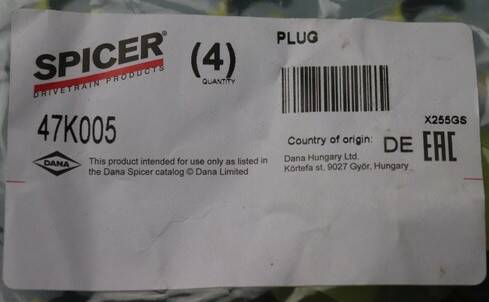 SPICER®
DRIVETRAIN PRODUCTS
(4)
QUANTITY
PLUG
47K005
X255GS
Country of origin: DE EAC
DANA
This product intended for use only as listed in
the Dana Spicer catalog © Dana Limited
Dana Hungary Ltd.
Körtefa st, 9027 Győr, Hungary